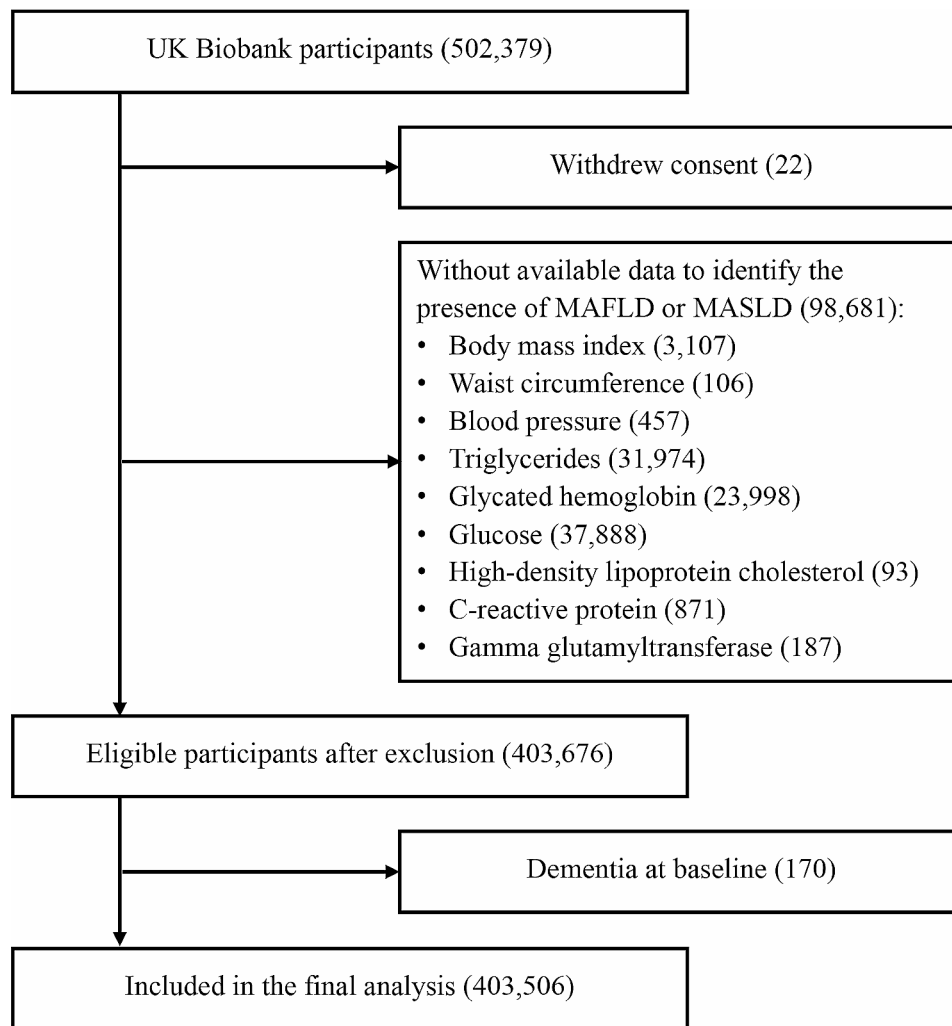 UK Biobank participants (502,379)
Withdrew consent (22)
Without available data to identify the
presence of MAFLD or MASLD (98,681):
• Body mass index (3,107)
• Waist circumference (106)
• Blood pressure (457)
• Triglycerides (31,974)
• Glycated hemoglobin (23,998)
• Glucose (37,888)
• High-density lipoprotein cholesterol (93)
• C-reactive protein (871)
• Gamma glutamyltransferase (187)
Eligible participants after exclusion (403,676)
Dementia at baseline (170)
Included in the final analysis (403,506)